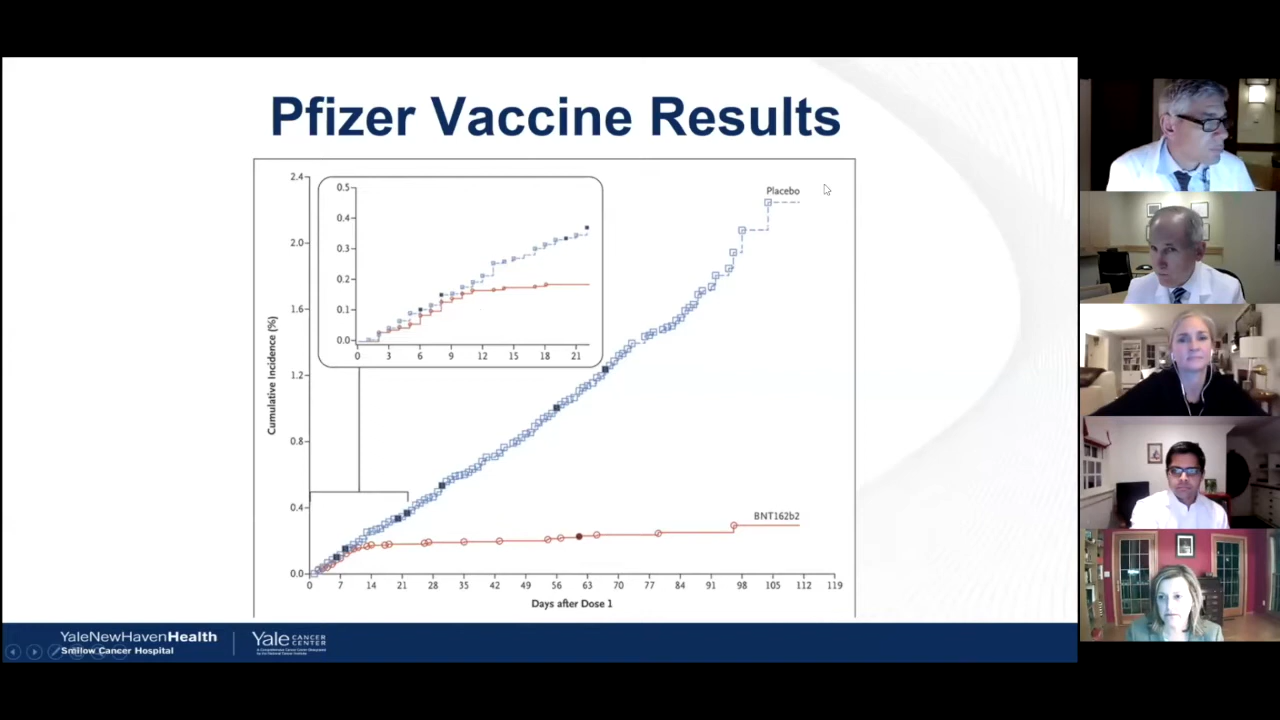 Pfizer Vaccine Results
2.4
2.0
1.6
1.2
0.8
0.4
0.0
Cumulative Incidence (%)
0.5
0.4
0.3
0.2
0.1
0.0
0 3 6 9 12 15 18 21
Placebo
BNT162b2
0 7 14 21 28 35 42 49 56 63 70 77 84 91 98 105 112 119
Days after Dose 1
YaleNewHavenHealth
Smilow Cancer Hospital
Yale CANCER
CENTER